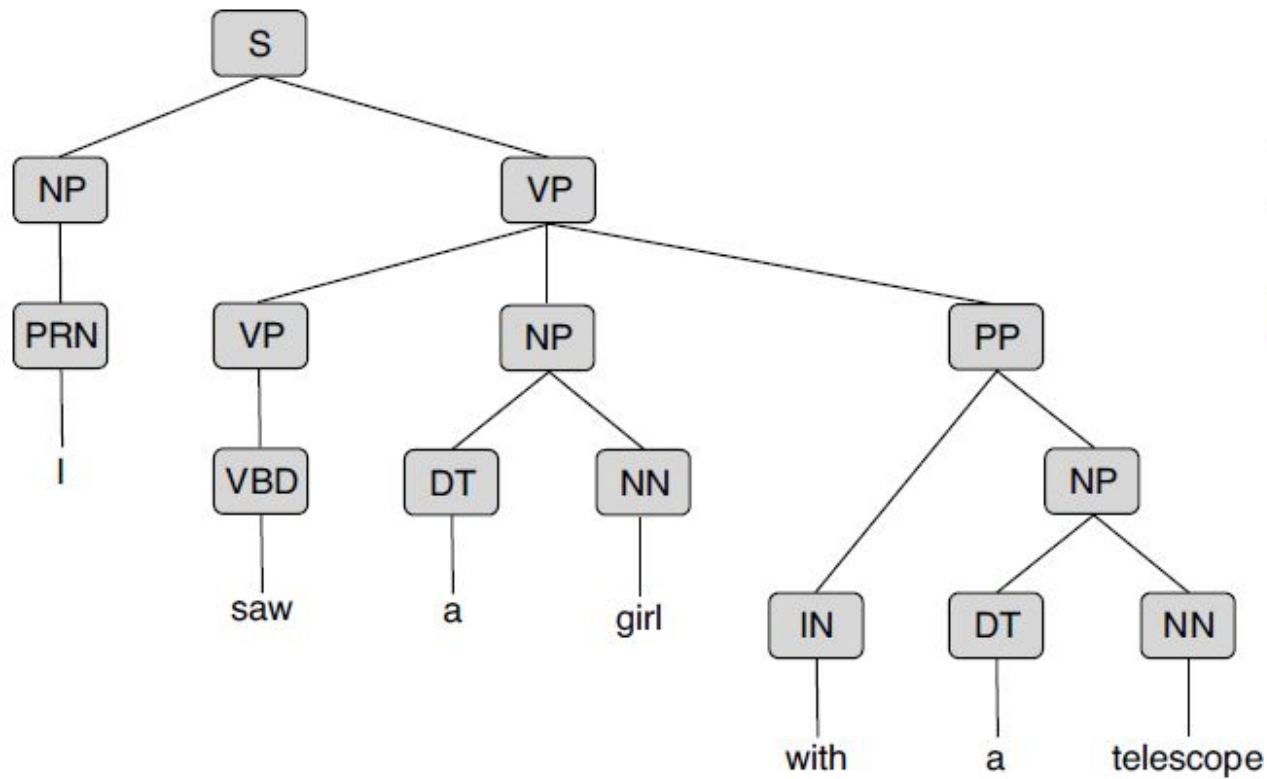 S
NP VP
PRN VP NP PP
I VBD DT NN NP
saw a girl IN DT NN
with a telescope